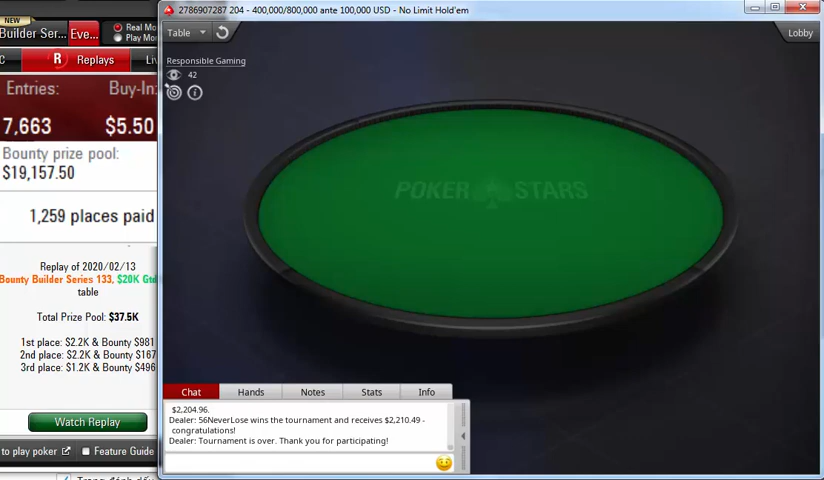 NEW
Builder Ser...
Eve...
Real Mo
Play Mo
C
R
Replays
Li
Entries:
Buy-In:
7,663
$5.50
Bounty prize pool:
$19,157.50
1,259 places paid
Replay of 2020/02/13
Bounty Builder Series 133, $20K Gtd
table
Total Prize Pool: $37.5K
1st place: $2.2K & Bounty $981
2nd place: $2.2K & Bounty $167
3rd place: $1.2K & Bounty $496
Watch Replay
to play poker
Feature Guide
2786907287 204 - 400,000/800,000 ante 100,000 USD - No Limit Hold'em
Table
Lobby
Responsible Gaming
42
POKER STARS
Chat
Hands
Notes
Stats
Info
$2,204.96.
Dealer: 56NeverLose wins the tournament and receives $2,210.49 -
congratulations!
Dealer: Tournament is over. Thank you for participating!